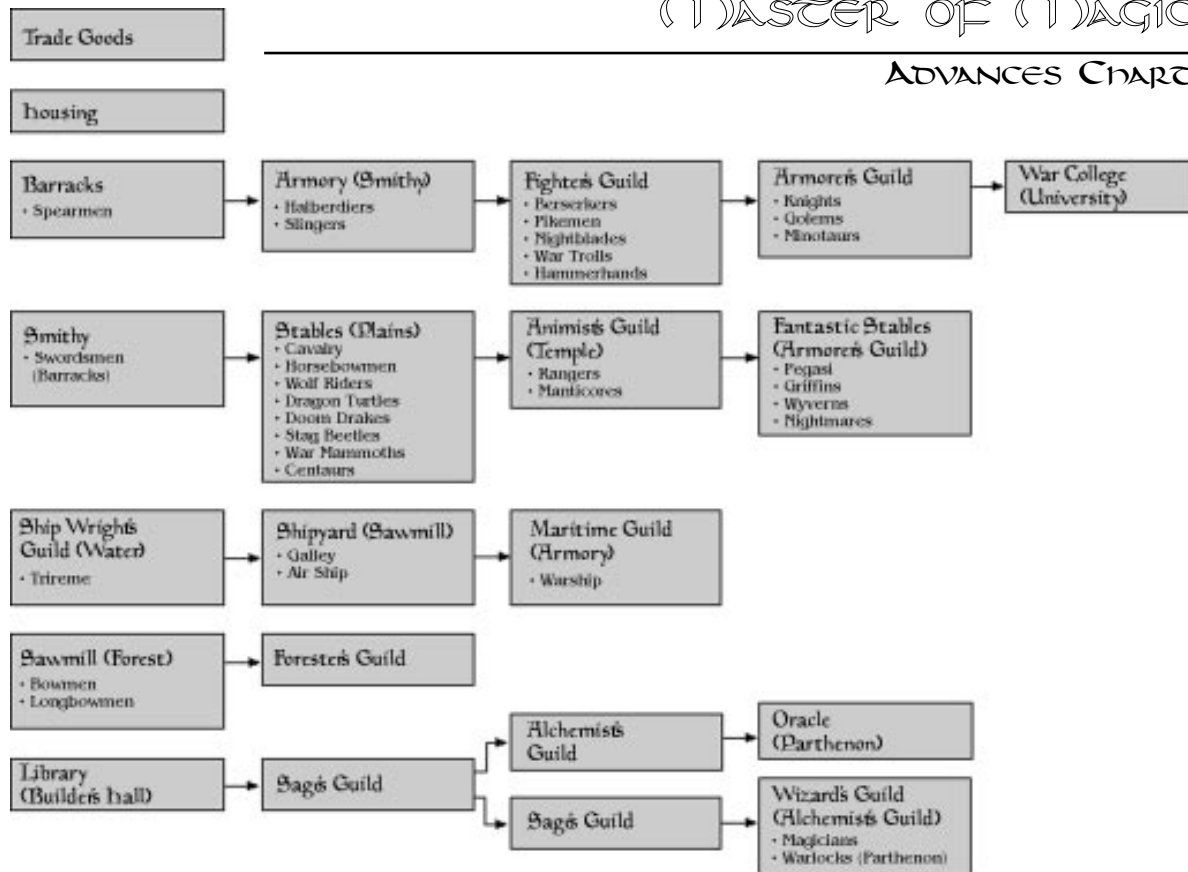 MASTER OF MAGIC
ADVANCES CHART
Trade Goods
Housing
Barracks
• Spearmen
Armory (Smithy)
• Halberdiers
• Slingers
Fighter's Guild
• Berserkers
• Pikemen
• Nightblades
• War Trolls
• Hammerhands
Armorer's Guild
• Knights
• Golems
• Minotaurs
War College
(University)
Smithy
• Swordsmen
(Barracks)
Stables (Plains)
• Cavalry
• Horsebowmen
• Wolf Riders
• Dragon Turtles
• Doom Drakes
• Stag Beetles
• War Mammoths
• Centaurs
Animist's Guild
(Temple)
• Rangers
• Manticores
Fantastic Stables
(Armorer's Guild)
• Pegasi
• Griffins
• Wyverns
• Nightmares
Ship Wright's
Guild (Water)
• Trireme
Shipyard (Sawmill)
• Galley
• Air Ship
Maritime Guild
(Armory)
• Warship
Sawmill (Forest)
• Bowmen
• Longbowmen
Forester's Guild
Library
(Builder's Hall)
Sage's Guild
Alchemist's
Guild
Oracle
(Parthenon)
Sage's Guild
Wizard's Guild
(Alchemist's Guild)
• Magicians
• Warlocks (Parthenon)